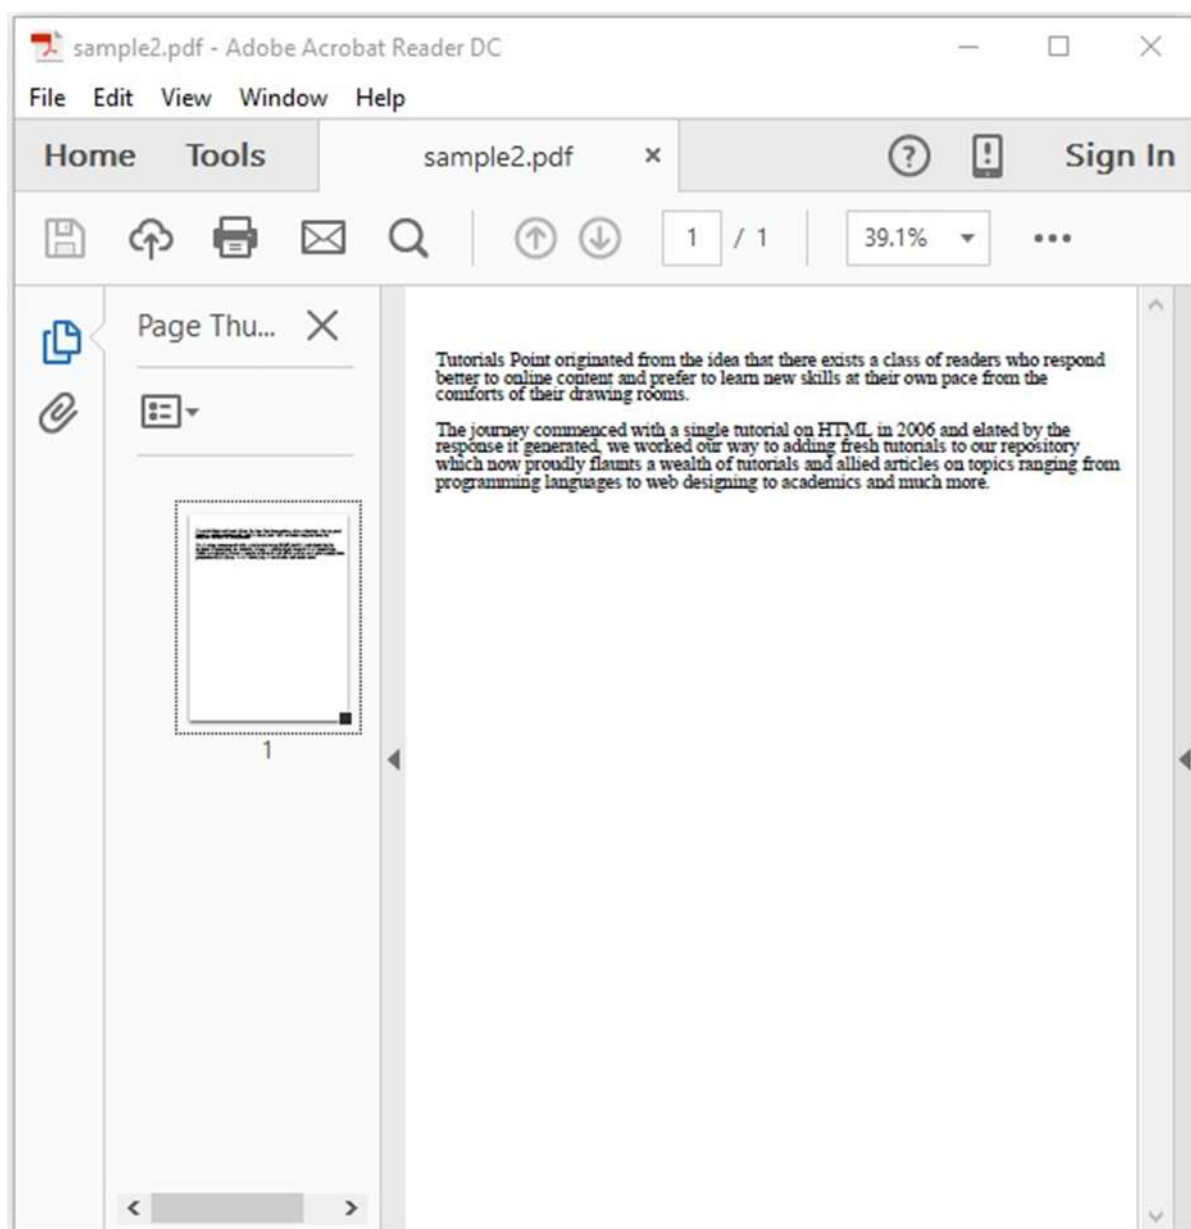 sample2.pdf - Adobe Acrobat Reader DC
File Edit View Window Help
Home Tools sample2.pdf × Sign In
1 / 1 39.1%
Page Thu...
Tutorials Point originated from the idea that there exists a class of readers who respond
better to online content and prefer to learn new skills at their own pace from the
comforts of their drawing rooms.
The journey commenced with a single tutorial on HTML in 2006 and elated by the
response it generated, we worked our way to adding fresh tutorials to our repository
which now proudly flaunts a wealth of tutorials and allied articles on topics ranging from
programming languages to web designing to academics and much more.
1